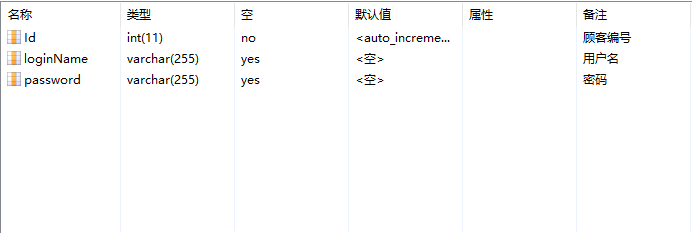 名称 类型 空 默认值 属性 备注
Id int(11) no <auto_increme... 顾客编号
loginName varchar(255) yes <空> 用户名
password varchar(255) yes <空> 密码